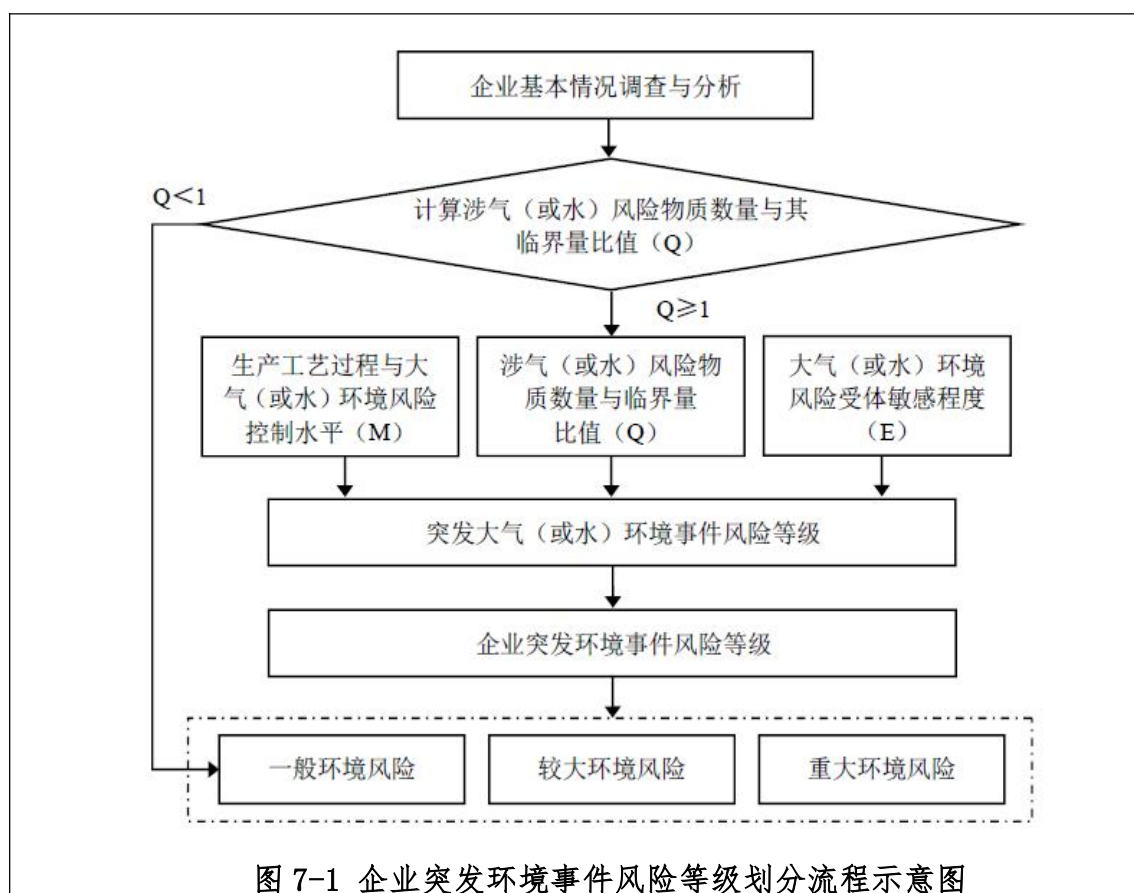 企业基本情况调查与分析
Q＜1
计算涉气（或水）风险物质数量与其
临界量比值（Q）
Q≥1
生产工艺过程与大
气（或水）环境风险
控制水平（M）
涉气（或水）风险物
质数量与临界量
比值（Q）
大气（或水）环境
风险受体敏感程度
（E）
突发大气（或水）环境事件风险等级
企业突发环境事件风险等级
一般环境风险
较大环境风险
重大环境风险
图 7-1 企业突发环境事件风险等级划分流程示意图